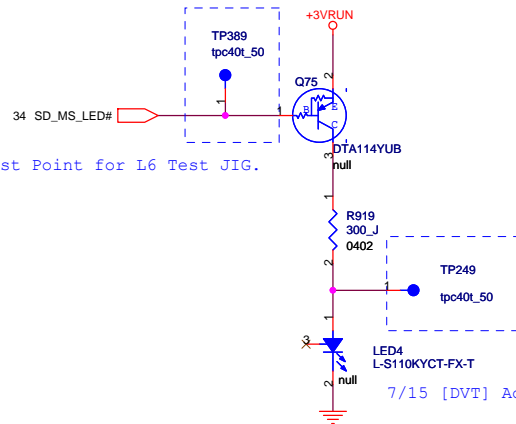 +3VRUN
TP389
tpc40t_50
1
2
Q75
34 SD_MS_LED#
1
B
E
C
DTA114YUB
3
null
st Point for L6 Test JIG.
1
R919
300_J
0402
2
TP249
1
tpc40t_50
1
3
LED4
L-S110KYCT-FX-T
2
null
7/15 [DVT] Ad